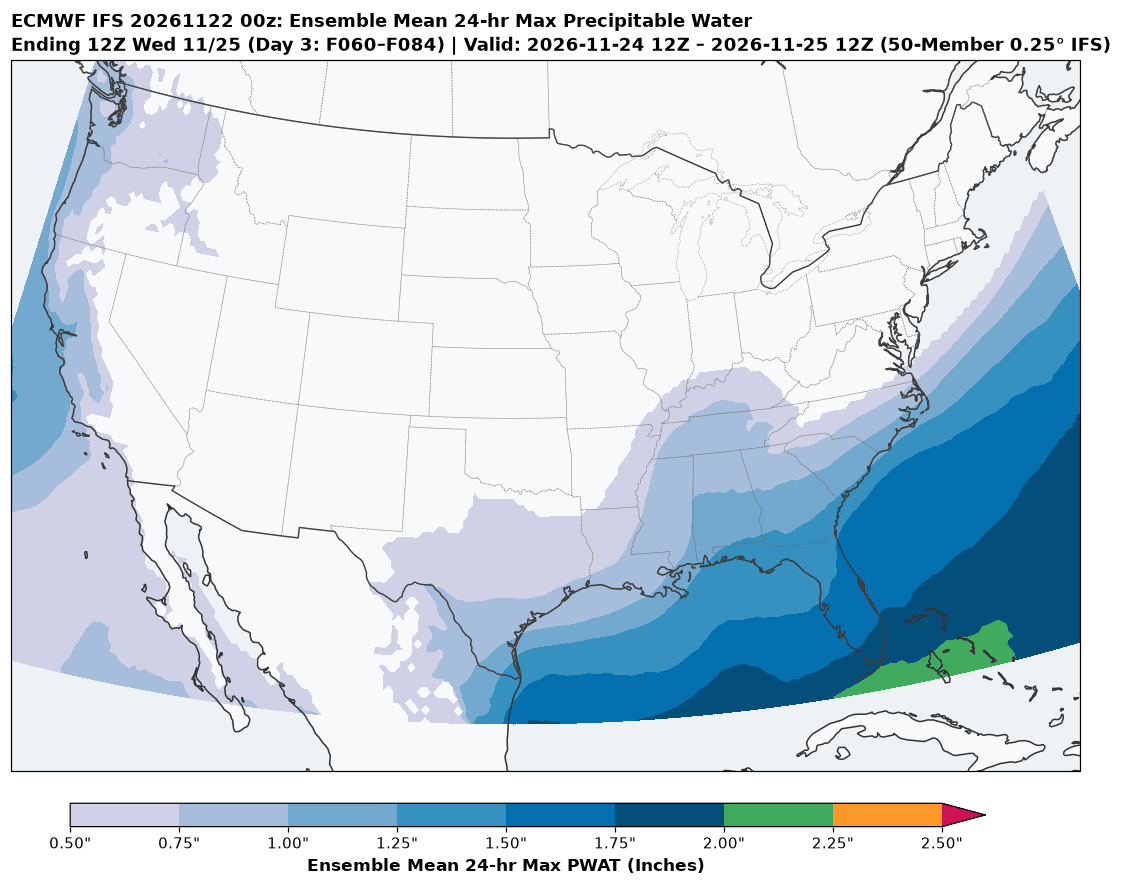 ECMWF IFS 20261122 00z: Ensemble Mean 24-hr Max Precipitable Water
Ending 12Z Wed 11/25 (Day 3: F060–F084) | Valid: 2026-11-24 12Z – 2026-11-25 12Z (50-Member 0.25° IFS)
0.50" 0.75" 1.00" 1.25" 1.50" 1.75" 2.00" 2.25" 2.50"
Ensemble Mean 24-hr Max PWAT (Inches)